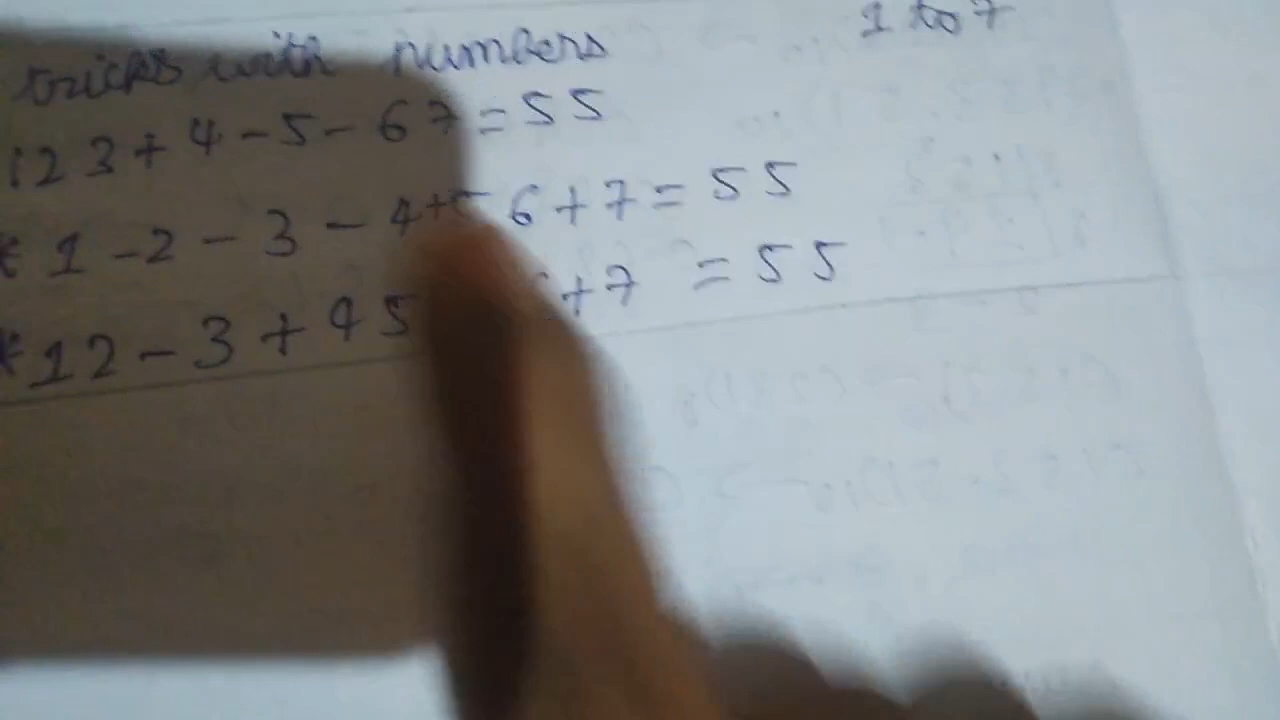 tricks with numbers 1 to 7
123+4-5-67=55
* 1-2-3-4+56+7=55
* 12-3+45 +7 =55